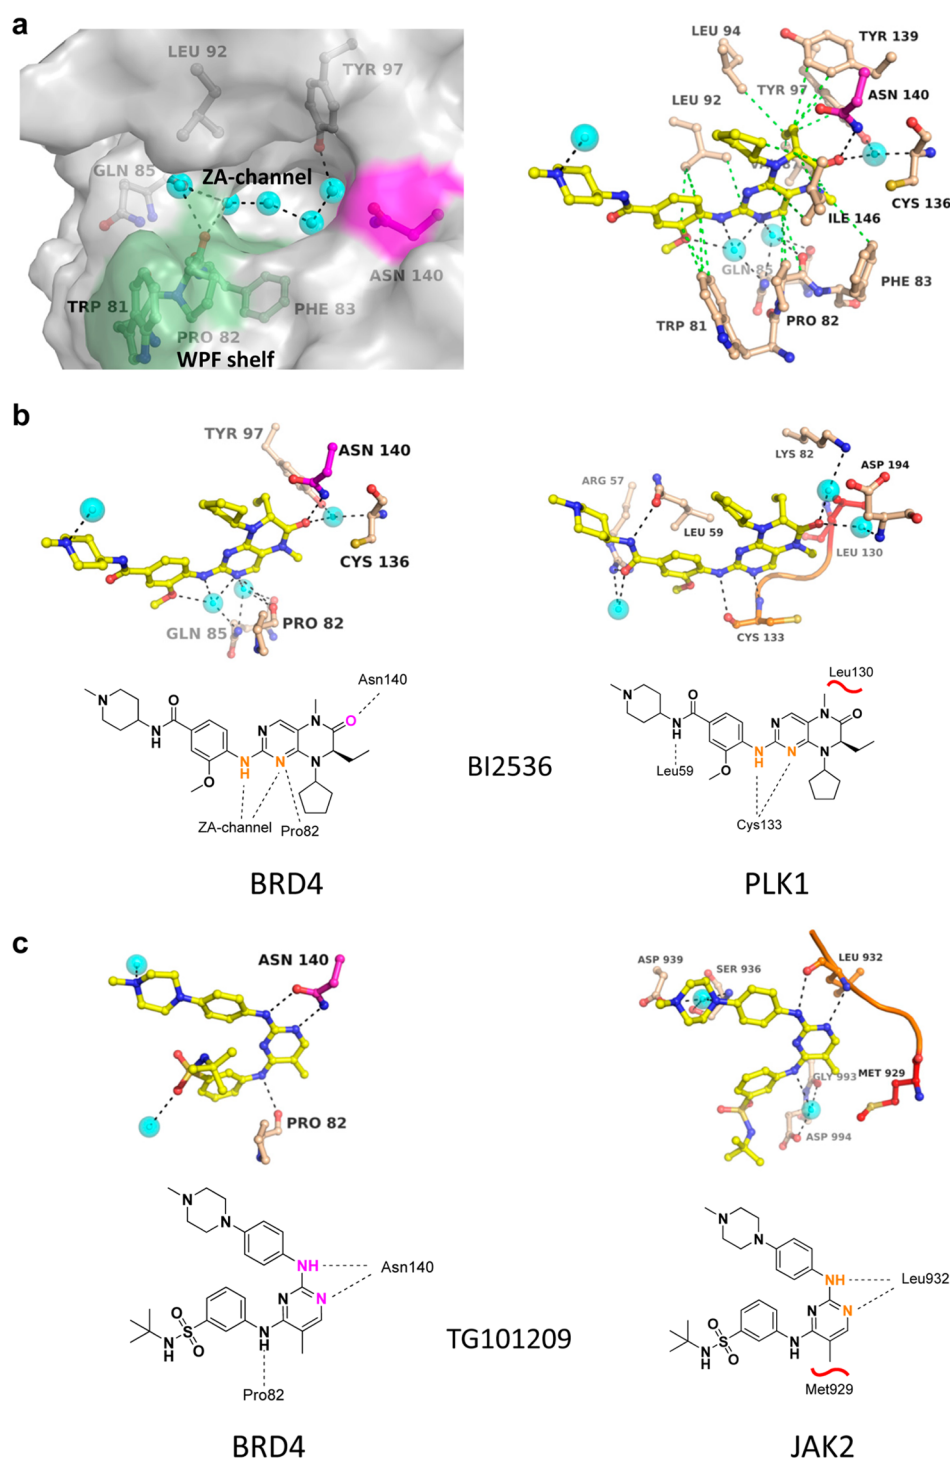 a
LEU 92
TYR 97
GLN 85
ZA-channel
ASN 140
TRP 81
PHE 83
PRO 82
WPF shelf
LEU 94
TYR 139
TYR 97
ASN 140
LEU 92
CYS 136
ILE 146
GLN 85
PHE 83
TRP 81
PRO 82
b
TYR 97
ASN 140
CYS 136
PRO 82
GLN 85
LYS 82
ASP 194
ARG 57
LEU 59
LEU 130
CYS 133
Asn140
N
O
N
N
O
N
H
N
H
N
N
O
ZA-channel
Pro82
BRD4
BI2536
Leu130
N
O
N
N
O
N
H
N
H
N
N
O
Leu59
Cys133
PLK1
c
ASN 140
PRO 82
ASP 939
SER 936
LEU 932
GLY 993
MET 929
ASP 994
N
N
NH
Asn140
N
N
O
S
N
H
O
N
H
Pro82
BRD4
TG101209
N
N
NH
Leu932
N
N
O
S
NH
O
N
H
Met929
JAK2